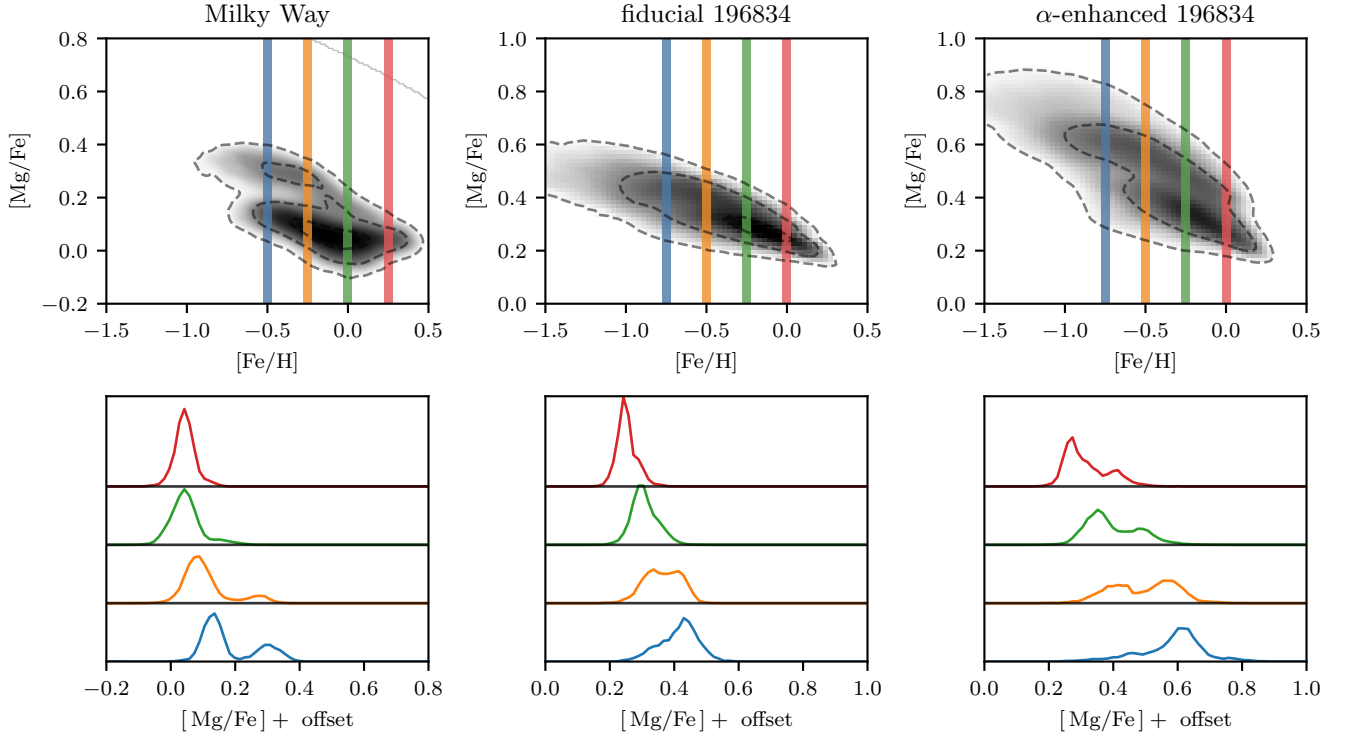 Milky Way
fiducial 196834
α-enhanced 196834
0.8
0.6
0.4
0.2
0.0
−0.2
[Mg/Fe]
−1.5 −1.0 −0.5 0.0 0.5
[Fe/H]
1.0
0.8
0.6
0.4
0.2
0.0
[Mg/Fe]
−1.5 −1.0 −0.5 0.0 0.5
[Fe/H]
1.0
0.8
0.6
0.4
0.2
0.0
[Mg/Fe]
−1.5 −1.0 −0.5 0.0 0.5
[Fe/H]
−0.2 0.0 0.2 0.4 0.6 0.8
[Mg/Fe] + offset
0.0 0.2 0.4 0.6 0.8 1.0
[Mg/Fe] + offset
0.0 0.2 0.4 0.6 0.8 1.0
[Mg/Fe] + offset